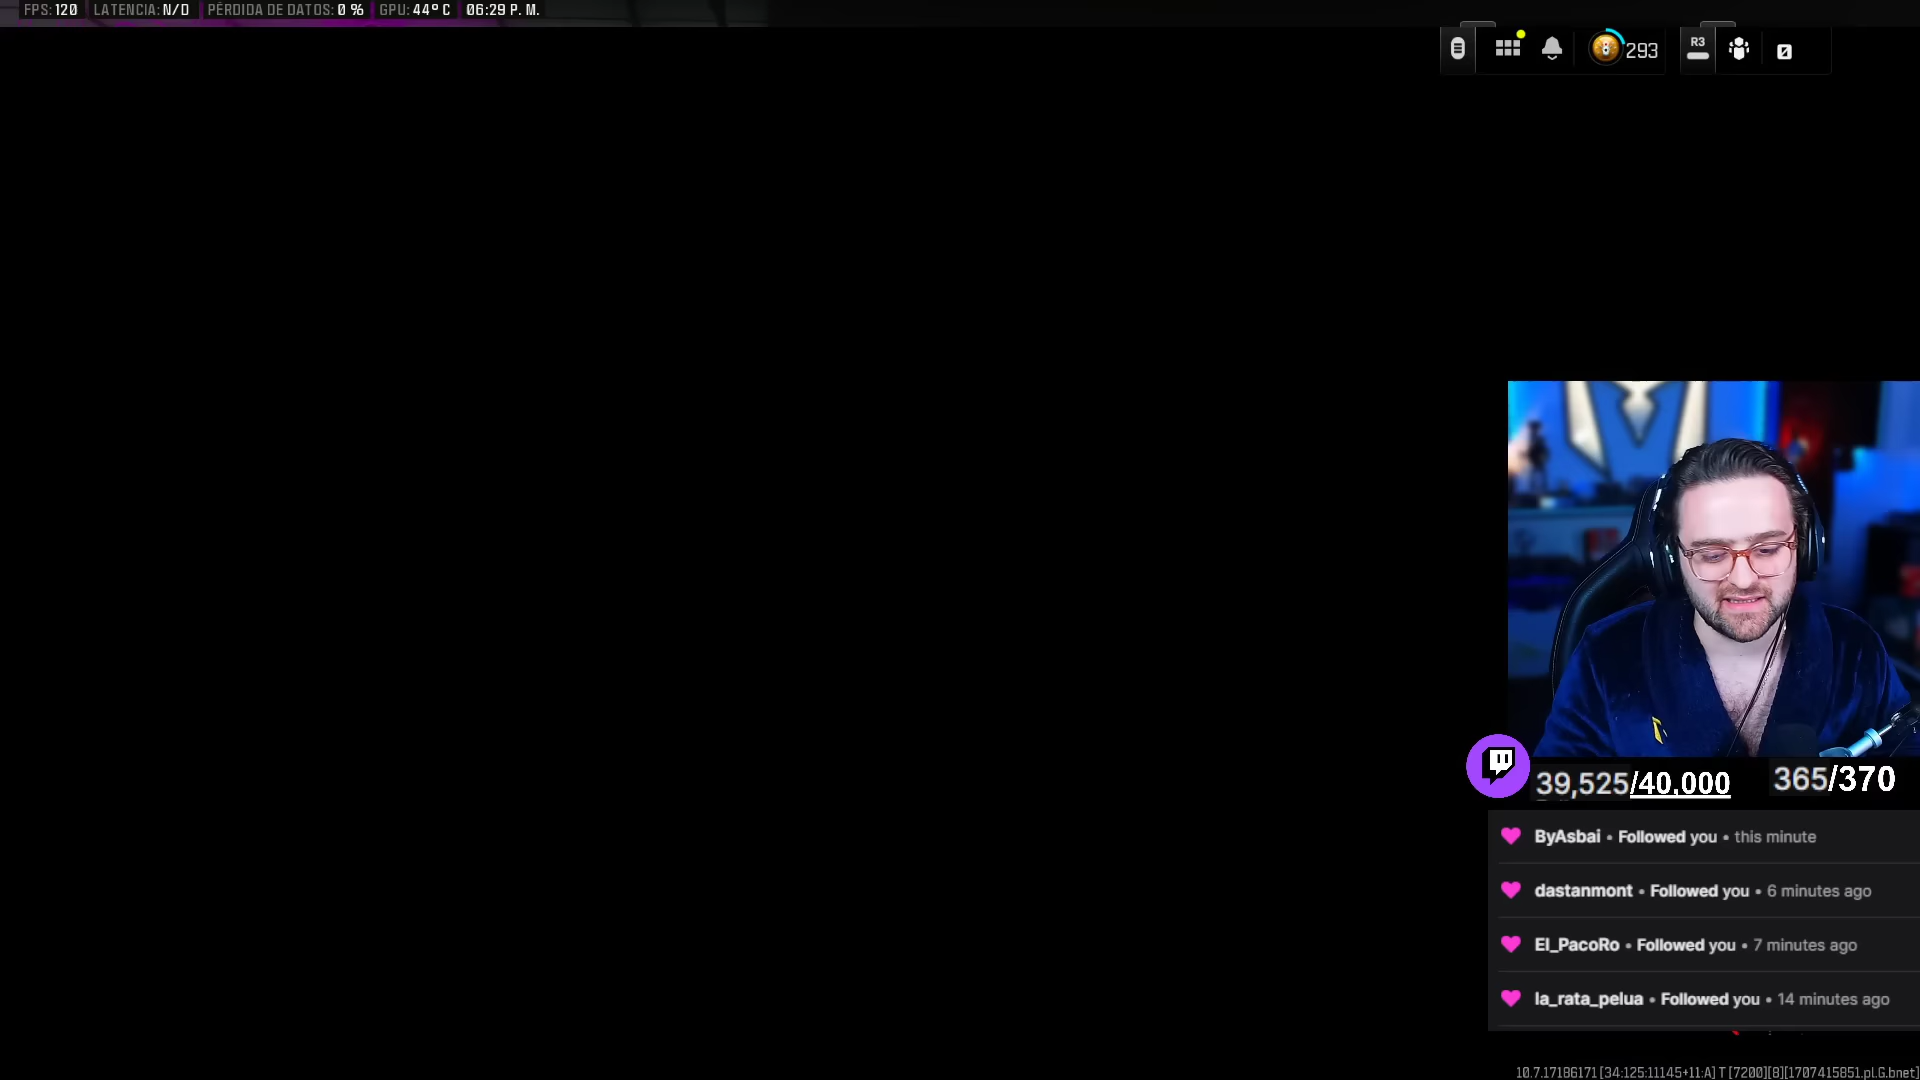 FPS: 120 LATENCIA: N/D PÉRDIDA DE DATOS: 0 % GPU: 44º C 06:29 P. M.
293 R3 0
39,525/40,000 365/370
ByAsbai • Followed you • this minute
dastanmont • Followed you • 6 minutes ago
El_PacoRo • Followed you • 7 minutes ago
la_rata_pelua • Followed you • 14 minutes ago
10.7.17186171 [34:125:11145+11:A] T [7200][8][1707415851.pl.G.bnet]